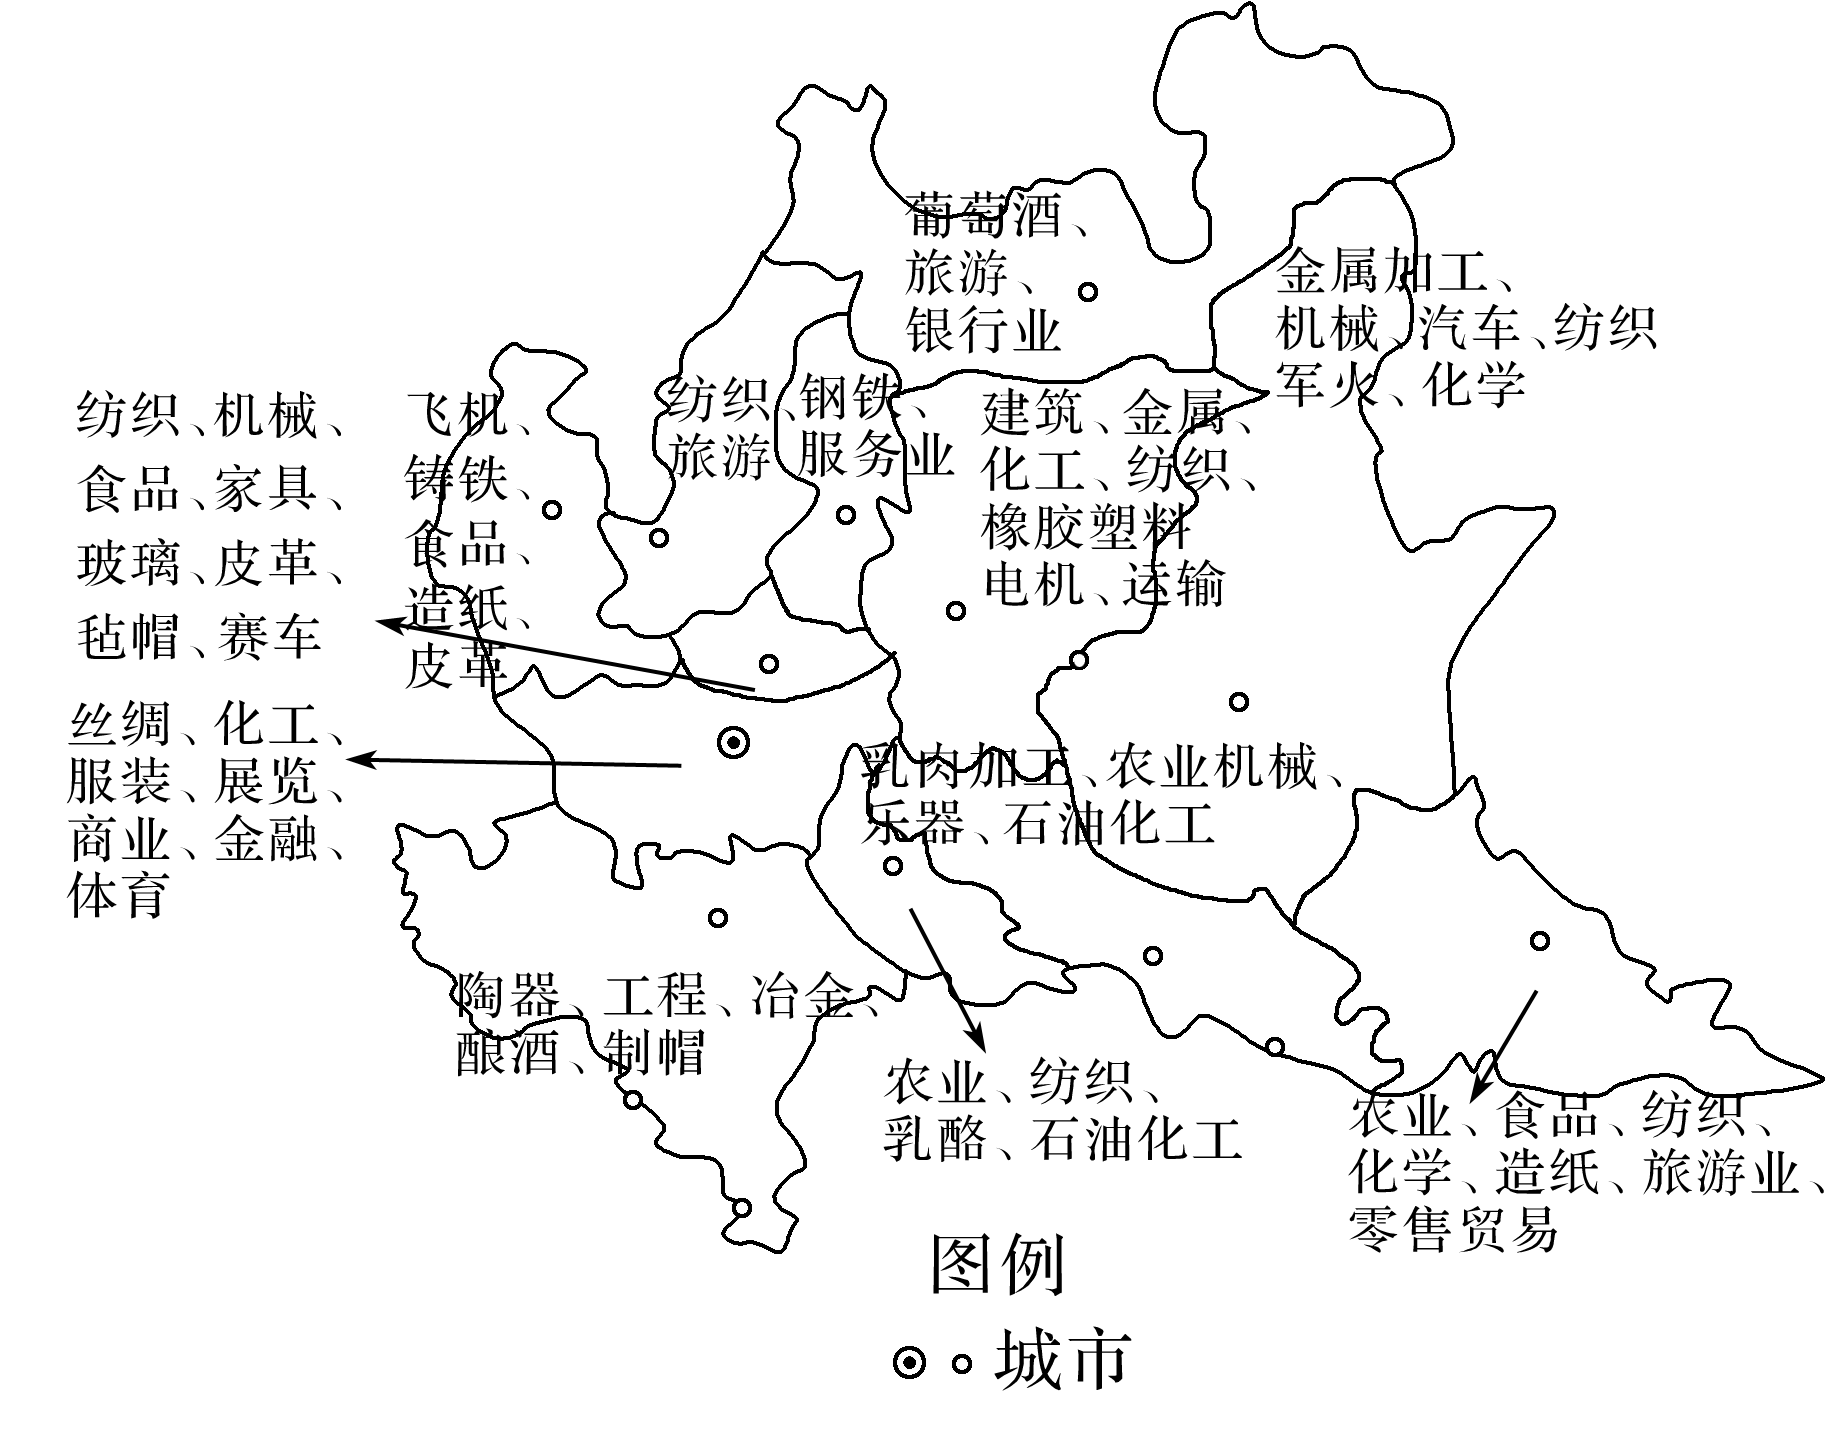 葡萄酒、
旅游、
银行业
金属加工、
机械、汽车、纺织
军火、化学
纺织、机械、
食品、家具、
玻璃、皮革、
毡帽、赛车
飞机、
铸铁、
食品、
造纸、
皮革
纺织、
旅游
钢铁、
服务业
建筑、金属、
化工、纺织、
橡胶塑料
电机、运输
丝绸、化工、
服装、展览、
商业、金融、
体育
乳肉加工、农业机械、
乐器、石油化工
陶器、工程、冶金、
酿酒、制帽
农业、纺织、
乳酪、石油化工
农业、食品、纺织、
化学、造纸、旅游业、
零售贸易
图例
城市